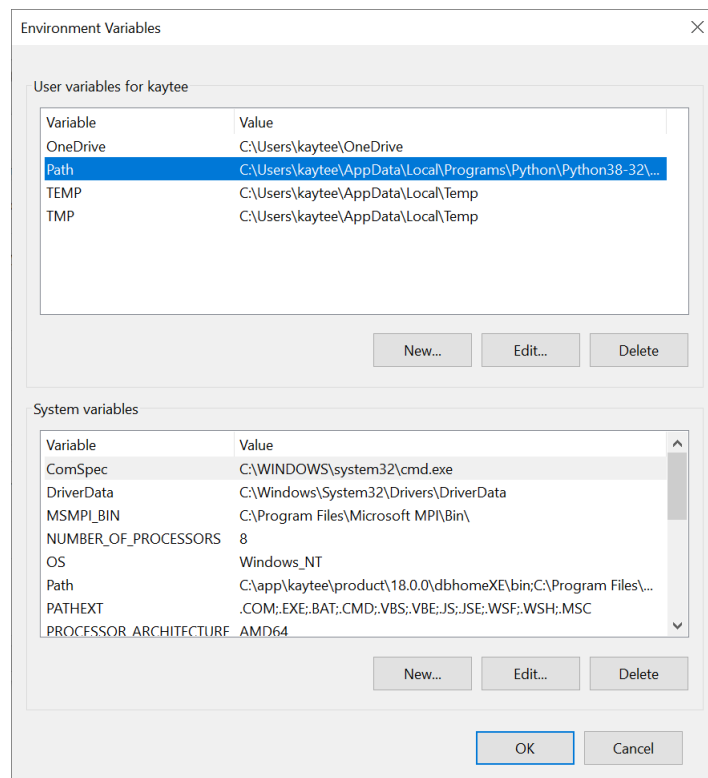 Environment Variables
User variables for kaytee
Variable Value
OneDrive C:\Users\kaytee\OneDrive
Path C:\Users\kaytee\AppData\Local\Programs\Python\Python38-32\...
TEMP C:\Users\kaytee\AppData\Local\Temp
TMP C:\Users\kaytee\AppData\Local\Temp
New... Edit... Delete
System variables
Variable Value
ComSpec C:\WINDOWS\system32\cmd.exe
DriverData C:\Windows\System32\Drivers\DriverData
MSMPI_BIN C:\Program Files\Microsoft MPI\Bin\
NUMBER_OF_PROCESSORS 8
OS Windows_NT
Path C:\app\kaytee\product\18.0.0\dbhomeXE\bin;C:\Program Files\...
PATHEXT .COM;.EXE;.BAT;.CMD;.VBS;.VBE;.JS;.JSE;.WSF;.WSH;.MSC
PROCESSOR_ARCHITECTURE AMD64
New... Edit... Delete
OK Cancel